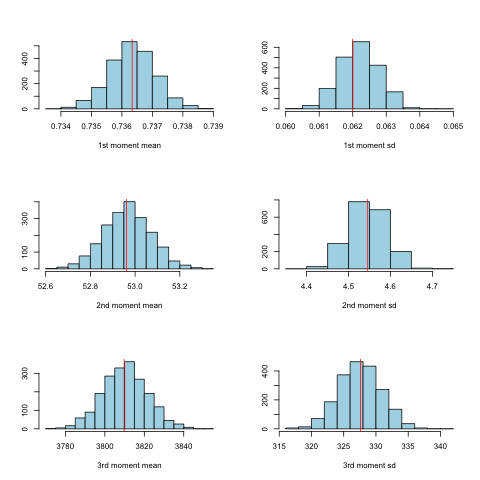 0 200 400
0.734 0.735 0.736 0.737 0.738 0.739
1st moment mean
0 200 400 600
0.060 0.061 0.062 0.063 0.064 0.065
1st moment sd
0 100 300
52.6 52.8 53.0 53.2
2nd moment mean
0 200 600
4.4 4.5 4.6 4.7
2nd moment sd
0 100 300
3780 3800 3820 3840
3rd moment mean
0 200 400
315 320 325 330 335 340
3rd moment sd